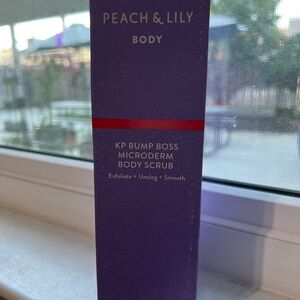 PEACH & LILY
BODY
KP BUMP BOSS
MICRODERM
BODY SCRUB
Exfoliate + Unclog + Smooth